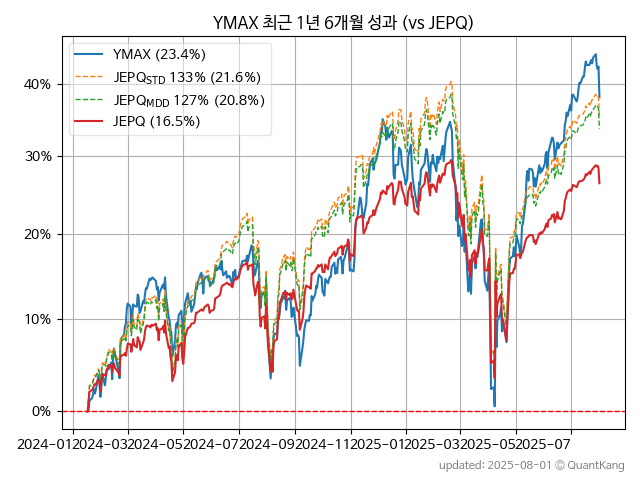 YMAX 최근 1년 6개월 성과 (vs JEPQ)
YMAX (23.4%)
JEPQSTD 133% (21.6%)
JEPQMDD 127% (20.8%)
JEPQ (16.5%)
40%
30%
20%
10%
0%
2024-01 2024-03 2024-05 2024-07 2024-09 2024-11 2025-01 2025-03 2025-05 2025-07
updated: 2025-08-01 © QuantKang